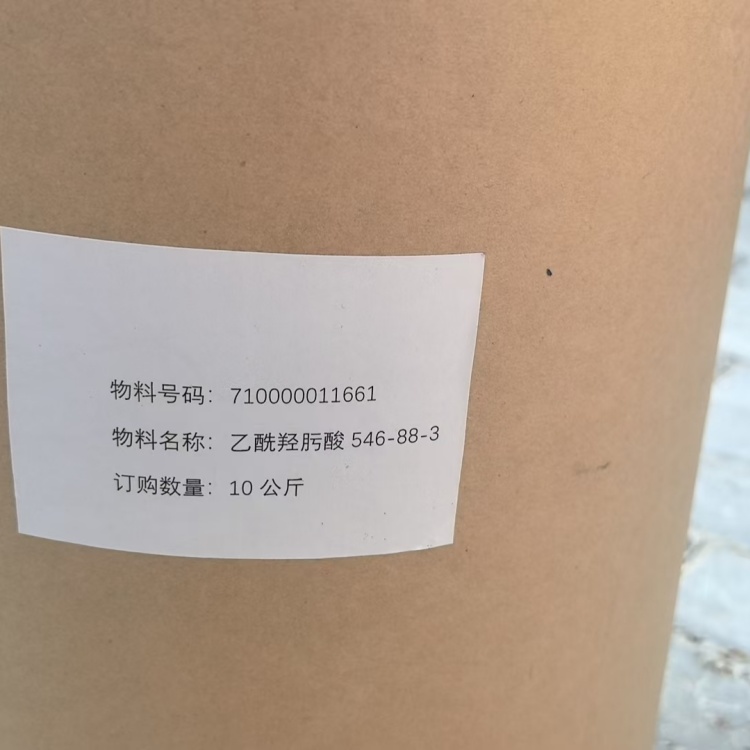 物料号码：710000011661
物料名称：乙酰羟肟酸 546-88-3
订购数量：10 公斤